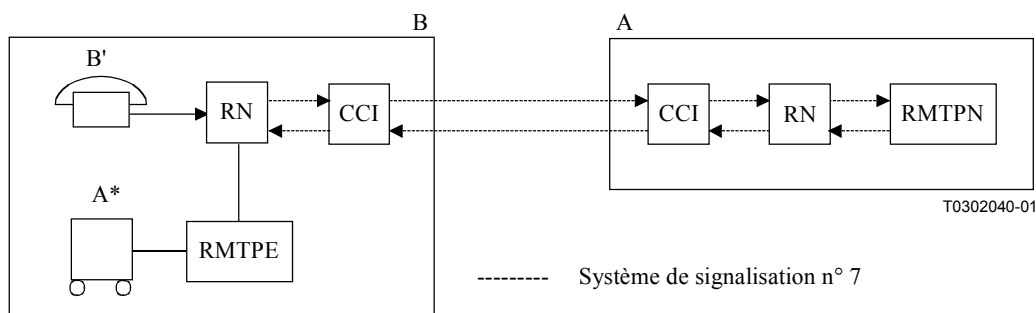 B
A
B'
RN
CCI
CCI
RN
RMTPN
A*
RMTPE
T0302040-01
Système de signalisation n° 7